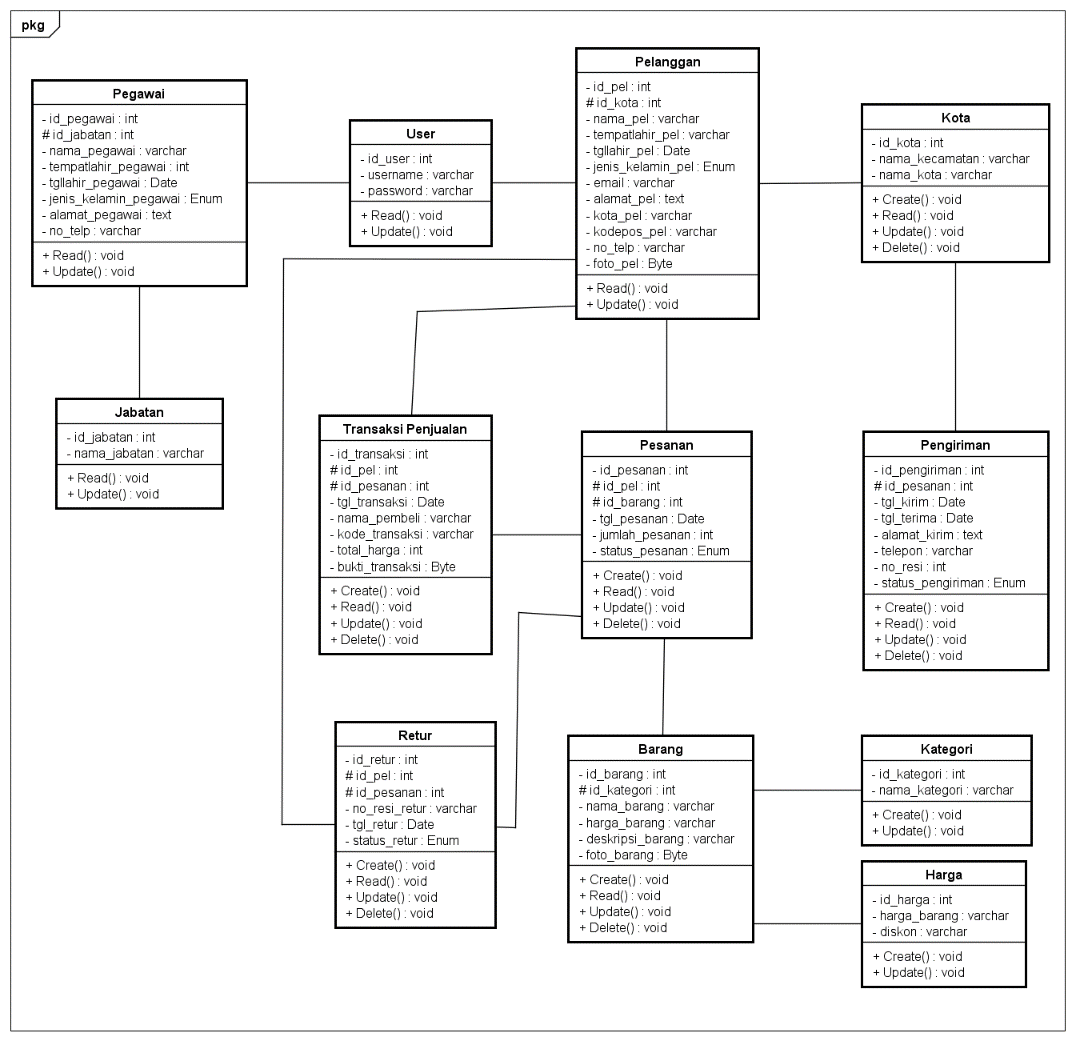 pkg
Pegawai
- id_pegawai : int
# id_jabatan : int
- nama_pegawai : varchar
- tempatlahir_pegawai : int
- tgllahir_pegawai : Date
- jenis_kelamin_pegawai : Enum
- alamat_pegawai : text
- no_telp : varchar
+ Read() : void
+ Update() : void
User
- id_user : int
- username : varchar
- password : varchar
+ Read() : void
+ Update() : void
Pelanggan
- id_pel : int
# id_kota : int
- nama_pel : varchar
- tempatlahir_pel : varchar
- tgllahir_pel : Date
- jenis_kelamin_pel : Enum
- email : varchar
- alamat_pel : text
- kota_pel : varchar
- kodepos_pel : varchar
- no_telp : varchar
- foto_pel : Byte
+ Read() : void
+ Update() : void
Kota
- id_kota : int
- nama_kecamatan : varchar
- nama_kota : varchar
+ Create() : void
+ Read() : void
+ Update() : void
+ Delete() : void
Jabatan
- id_jabatan : int
- nama_jabatan : varchar
+ Read() : void
+ Update() : void
Transaksi Penjualan
- id_transaksi : int
# id_pel : int
# id_pesanan : int
- tgl_transaksi : Date
- nama_pembeli : varchar
- kode_transaksi : varchar
- total_harga : int
- bukti_transaksi : Byte
+ Create() : void
+ Read() : void
+ Update() : void
+ Delete() : void
Pesanan
- id_pesanan : int
# id_pel : int
# id_barang : int
- tgl_pesanan : Date
- jumlah_pesanan : int
- status_pesanan : Enum
+ Create() : void
+ Read() : void
+ Update() : void
+ Delete() : void
Pengiriman
- id_pengiriman : int
# id_pesanan : int
- tgl_kirim : Date
- tgl_terima : Date
- alamat_kirim : text
- telepon : varchar
- no_resi : int
- status_pengiriman : Enum
+ Create() : void
+ Read() : void
+ Update() : void
+ Delete() : void
Retur
- id_retur : int
# id_pel : int
# id_pesanan : int
- no_resi_retur : varchar
- tgl_retur : Date
- status_retur : Enum
+ Create() : void
+ Read() : void
+ Update() : void
+ Delete() : void
Barang
- id_barang : int
# id_kategori : int
- nama_barang : varchar
- harga_barang : varchar
- deskripsi_barang : varchar
- foto_barang : Byte
+ Create() : void
+ Read() : void
+ Update() : void
+ Delete() : void
Kategori
- id_kategori : int
- nama_kategori : varchar
+ Create() : void
+ Update() : void
Harga
- id_harga : int
- harga_barang : varchar
- diskon : varchar
+ Create() : void
+ Update() : void